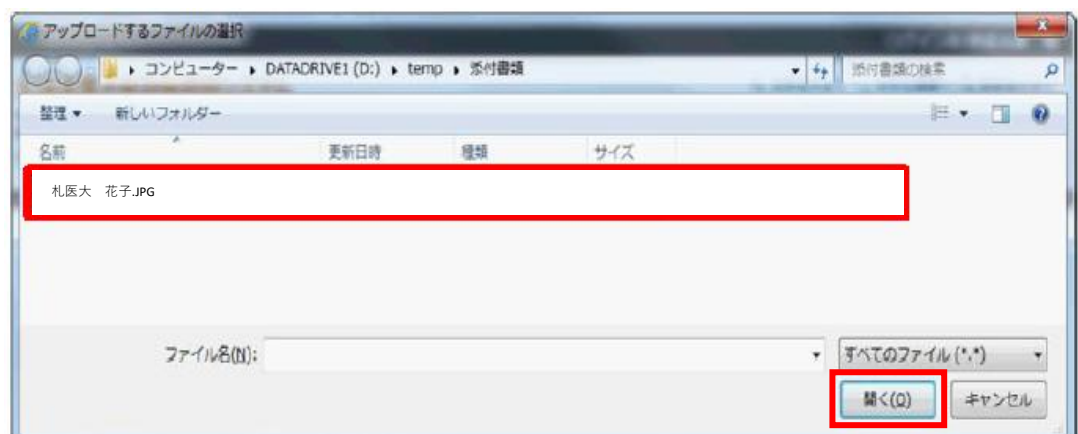 アップロードするファイルの選択
コンピューター ▸ DATADRIVE1 (D:) ▸ temp ▸ 添付書類 添付書類の検索
整理 ▼ 新しいフォルダー
名前 更新日時 種類 サイズ
札医大　花子.JPG
ファイル名(N): すべてのファイル (*.*)
開く(O) キャンセル